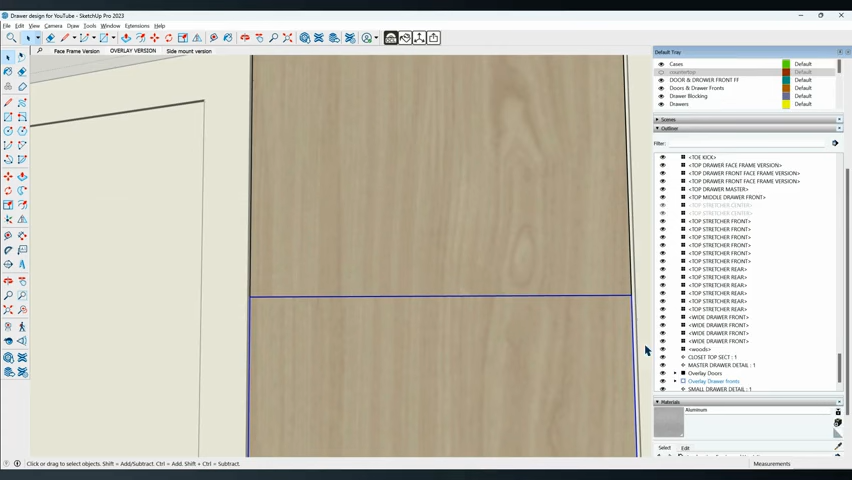 Drawer design for YouTube - SketchUp Pro 2023
File Edit View Camera Draw Tools Window Extensions Help
Face Frame Version OVERLAY VERSION Side mount version
Default Tray
Cases Default
countertop Default
DOOR & DROWER FRONT FF Default
Doors & Drawer Fronts Default
Drawer Blocking Default
Drawers Default
Scenes
Outliner
Filter:
<TOE KICK>
<TOP DRAWER FACE FRAME VERSION>
<TOP DRAWER FRONT FACE FRAME VERSION>
<TOP DRAWER FRONT FACE FRAME VERSION>
<TOP DRAWER MASTER>
<TOP MIDDLE DRAWER FRONT>
<TOP STRETCHER CENTER>
<TOP STRETCHER CENTER>
<TOP STRETCHER FRONT>
<TOP STRETCHER FRONT>
<TOP STRETCHER FRONT>
<TOP STRETCHER FRONT>
<TOP STRETCHER FRONT>
<TOP STRETCHER FRONT>
<TOP STRETCHER REAR>
<TOP STRETCHER REAR>
<TOP STRETCHER REAR>
<TOP STRETCHER REAR>
<TOP STRETCHER REAR>
<TOP STRETCHER REAR>
<WIDE DRAWER FRONT>
<WIDE DRAWER FRONT>
<WIDE DRAWER FRONT>
<WIDE DRAWER FRONT>
<woods>
CLOSET TOP SECT : 1
MASTER DRAWER DETAIL : 1
Overlay Doors
Overlay Drawer fronts
SMALL DRAWER DETAIL : 1
Materials
Aluminum
Select Edit
Click or drag to select objects. Shift = Add/Subtract. Ctrl = Add. Shift + Ctrl = Subtract.
Measurements